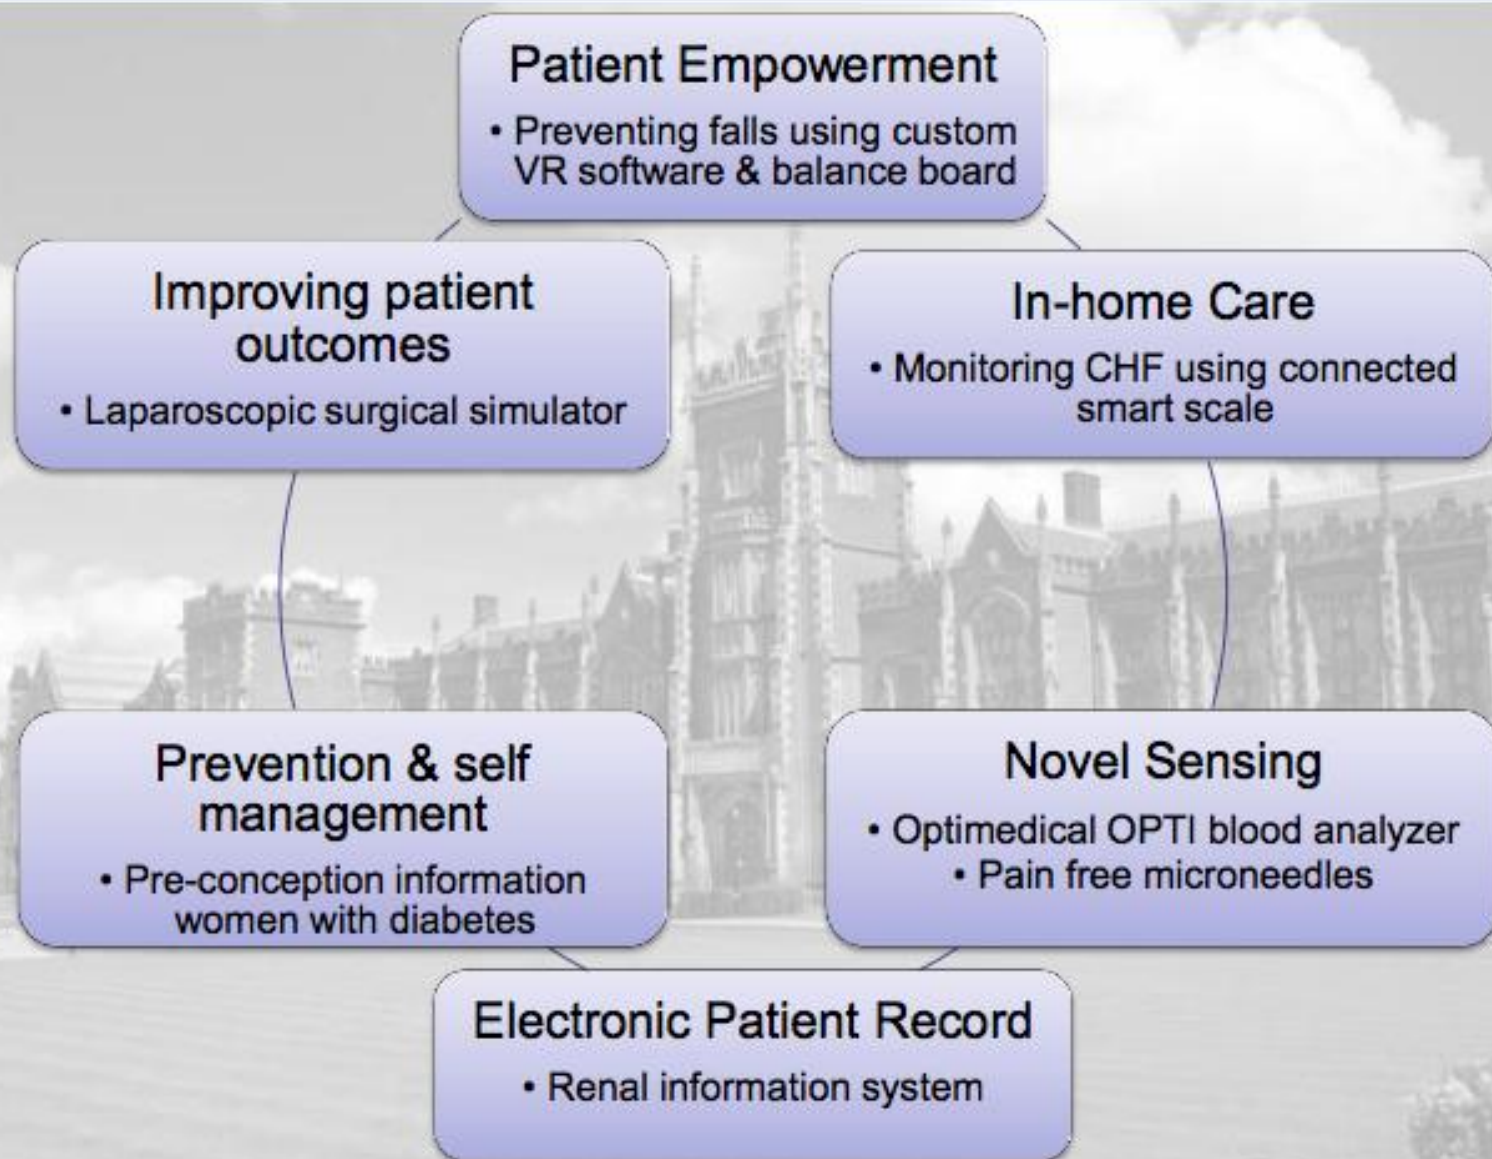 Patient Empowerment
• Preventing falls using custom
VR software & balance board
Improving patient
outcomes
• Laparoscopic surgical simulator
In-home Care
• Monitoring CHF using connected
smart scale
Prevention & self
management
• Pre-conception information
women with diabetes
Novel Sensing
• Optimedical OPTI blood analyzer
• Pain free microneedles
Electronic Patient Record
• Renal information system